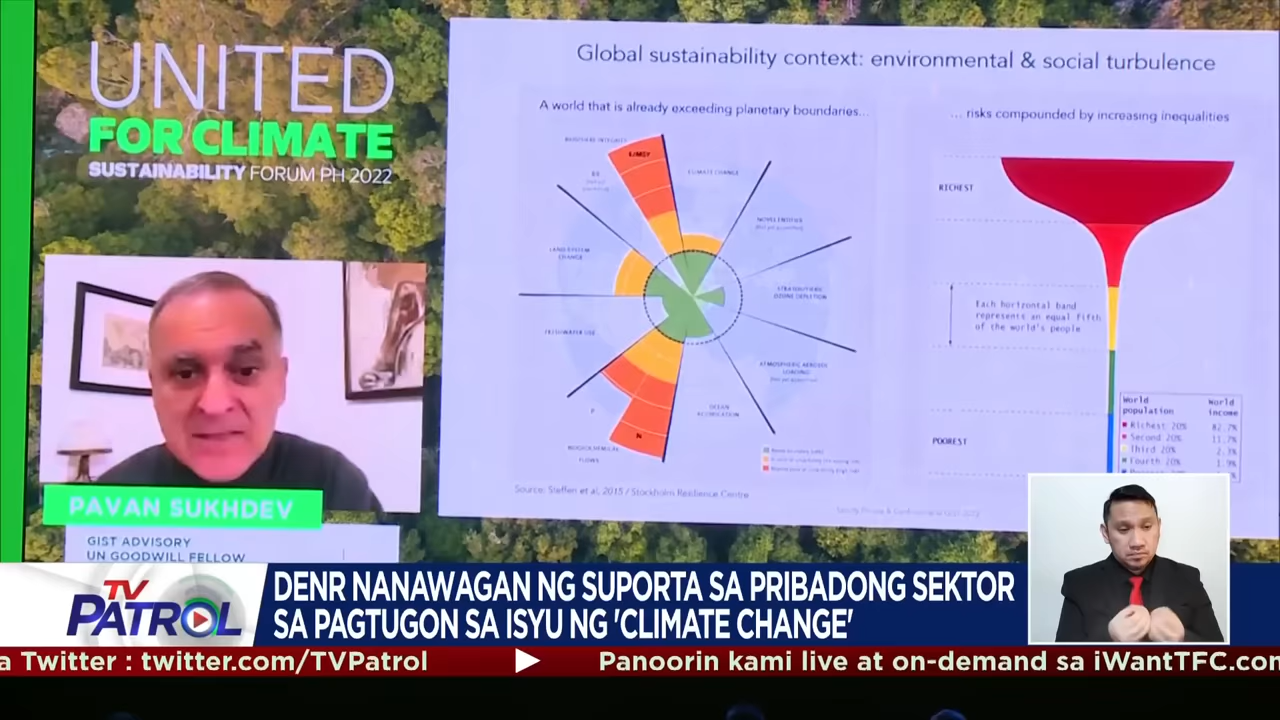 UNITED
FOR CLIMATE
SUSTAINABILITY FORUM PH 2022
Global sustainability context: environmental & social turbulence
A world that is already exceeding planetary boundaries...
... risks compounded by increasing inequalities
BIOSPHERE INTEGRITY
E/MSY
CLIMATE CHANGE
BII
NOVEL ENTITIES
LAND-SYSTEM
CHANGE
STRATOSPHERIC
OZONE DEPLETION
FRESHWATER USE
ATMOSPHERIC AEROSOL
LOADING
P
N
OCEAN
ACIDIFICATION
BIOGEOCHEMICAL
FLOWS
Source: Steffen et al, 2015 / Stockholm Resilience Centre
RICHEST
Each horizontal band
represents an equal fifth
of the world's people
POOREST
World population World income
Richest 20% 82.7%
Second 20% 11.7%
Third 20% 2.3%
Fourth 20% 1.9%
PAVAN SUKHDEV
GIST ADVISORY
UN GOODWILL FELLOW
TV PATROL
DENR NANAWAGAN NG SUPORTA SA PRIBADONG SEKTOR
SA PAGTUGON SA ISYU NG 'CLIMATE CHANGE'
a Twitter : twitter.com/TVPatrol Panoorin kami live at on-demand sa iWantTFC.com